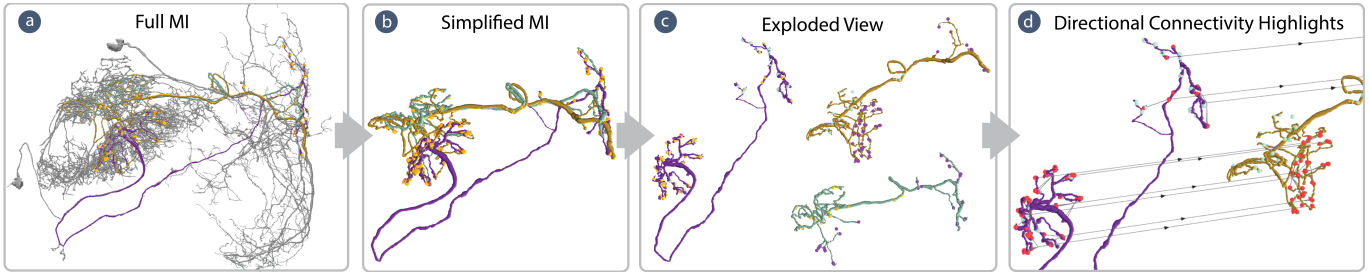 a Full MI
b Simplified MI
c Exploded View
d Directional Connectivity Highlights